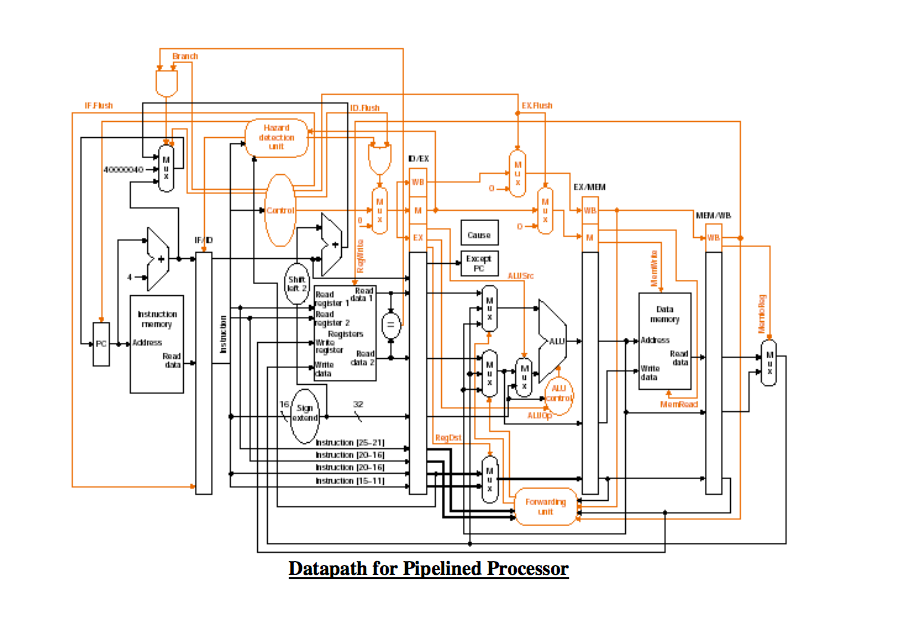 Branch
IF.Flush
ID.Flush
EX.Flush
Hazard
detection
unit
M
u
x
40000040
Control
M
u
x
0
ID/EX
WB
M
EX
M
u
x
0
M
u
x
0
EX/MEM
WB
M
MEM/WB
WB
Cause
Except
PC
IF/ID
+
4
+
Shift
left 2
RegWrite
ALUSrc
MemWrite
MemtoReg
PC
Instruction
memory
Address
Read
data
Instruction
Read
register 1
Read
register 2
Registers
Write
register
Write
data
Read
data 1
Read
data 2
=
M
u
x
M
u
x
M
u
x
ALU
ALU
control
ALUOp
Data
memory
Address
Read
data
Write
data
MemRead
M
u
x
16
Sign
extend
32
RegDst
Instruction [25–21]
Instruction [20–16]
Instruction [20–16]
Instruction [15–11]
M
u
x
Forwarding
unit
Datapath for Pipelined Processor